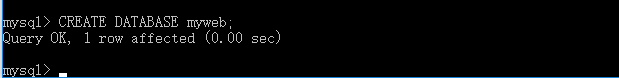 mysql> CREATE DATABASE myweb;
Query OK, 1 row affected (0.00 sec)
mysql> _